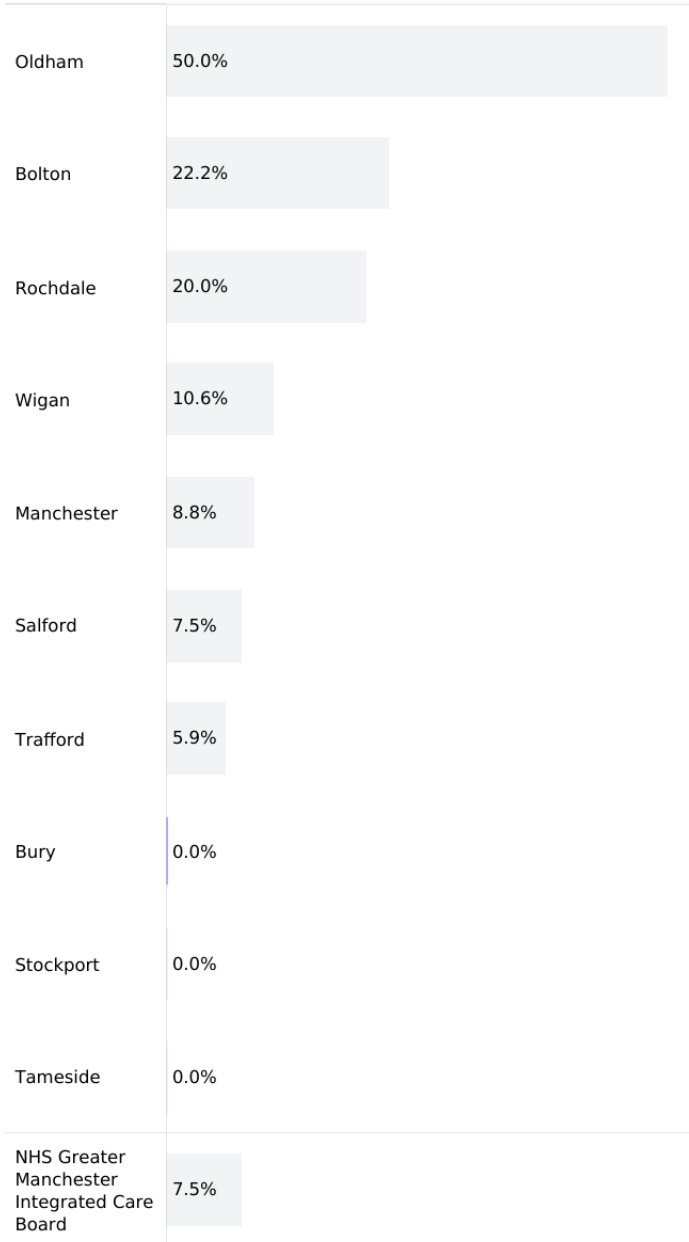 Oldham 50.0%
Bolton 22.2%
Rochdale 20.0%
Wigan 10.6%
Manchester 8.8%
Salford 7.5%
Trafford 5.9%
Bury 0.0%
Stockport 0.0%
Tameside 0.0%
NHS Greater
Manchester
Integrated Care
Board
7.5%